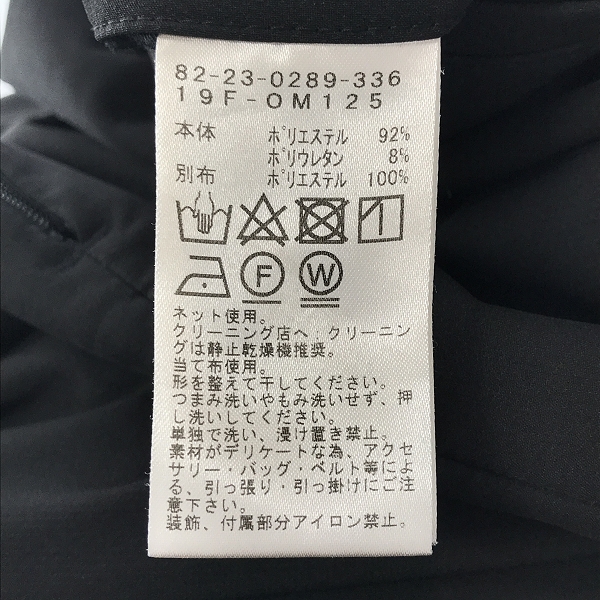 82-23-0289-336
19F-OM125
本体 ポリエステル 92%
ポリウレタン 8%
別布 ポリエステル 100%
F W
ネット使用。
クリーニング店へ クリーニン
グは静止乾燥機推奨。
当て布使用。
形を整えて干してください。
つまみ洗いやもみ洗いせず、押
し洗いしてください。
単独で洗い、浸け置き禁止。
素材がデリケートな為、アクセ
サリー・バッグ・ベルト等によ
る、引っ張り・引っ掛けにご注
意下さい。
装飾、付属部分アイロン禁止。